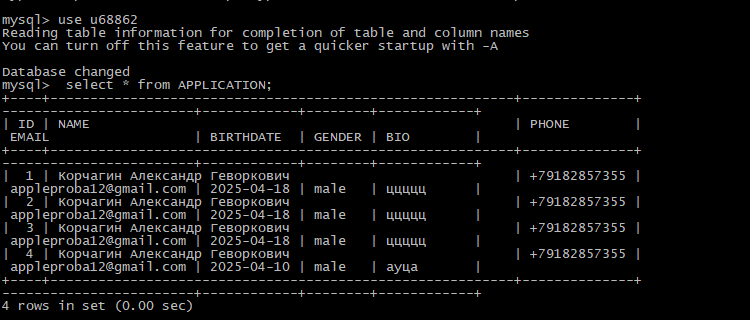 mysql> use u68862
Reading table information for completion of table and column names
You can turn off this feature to get a quicker startup with -A
Database changed
mysql>  select * from APPLICATION;
+----+-----------------------------------------------------------+--------------+
------------------------+------------+--------+------------+
| ID | NAME                                                      | PHONE        |
 EMAIL                  | BIRTHDATE  | GENDER | BIO        |
+----+-----------------------------------------------------------+--------------+
------------------------+------------+--------+------------+
|  1 | Корчагин Александр Геворкович                             | +79182857355 |
 appleproba12@gmail.com | 2025-04-18 | male   | ццццц      |
|  2 | Корчагин Александр Геворкович                             | +79182857355 |
 appleproba12@gmail.com | 2025-04-18 | male   | ццццц      |
|  3 | Корчагин Александр Геворкович                             | +79182857355 |
 appleproba12@gmail.com | 2025-04-18 | male   | ццццц      |
|  4 | Корчагин Александр Геворкович                             | +79182857355 |
 appleproba12@gmail.com | 2025-04-10 | male   | ауца       |
+----+-----------------------------------------------------------+--------------+
------------------------+------------+--------+------------+
4 rows in set (0.00 sec)